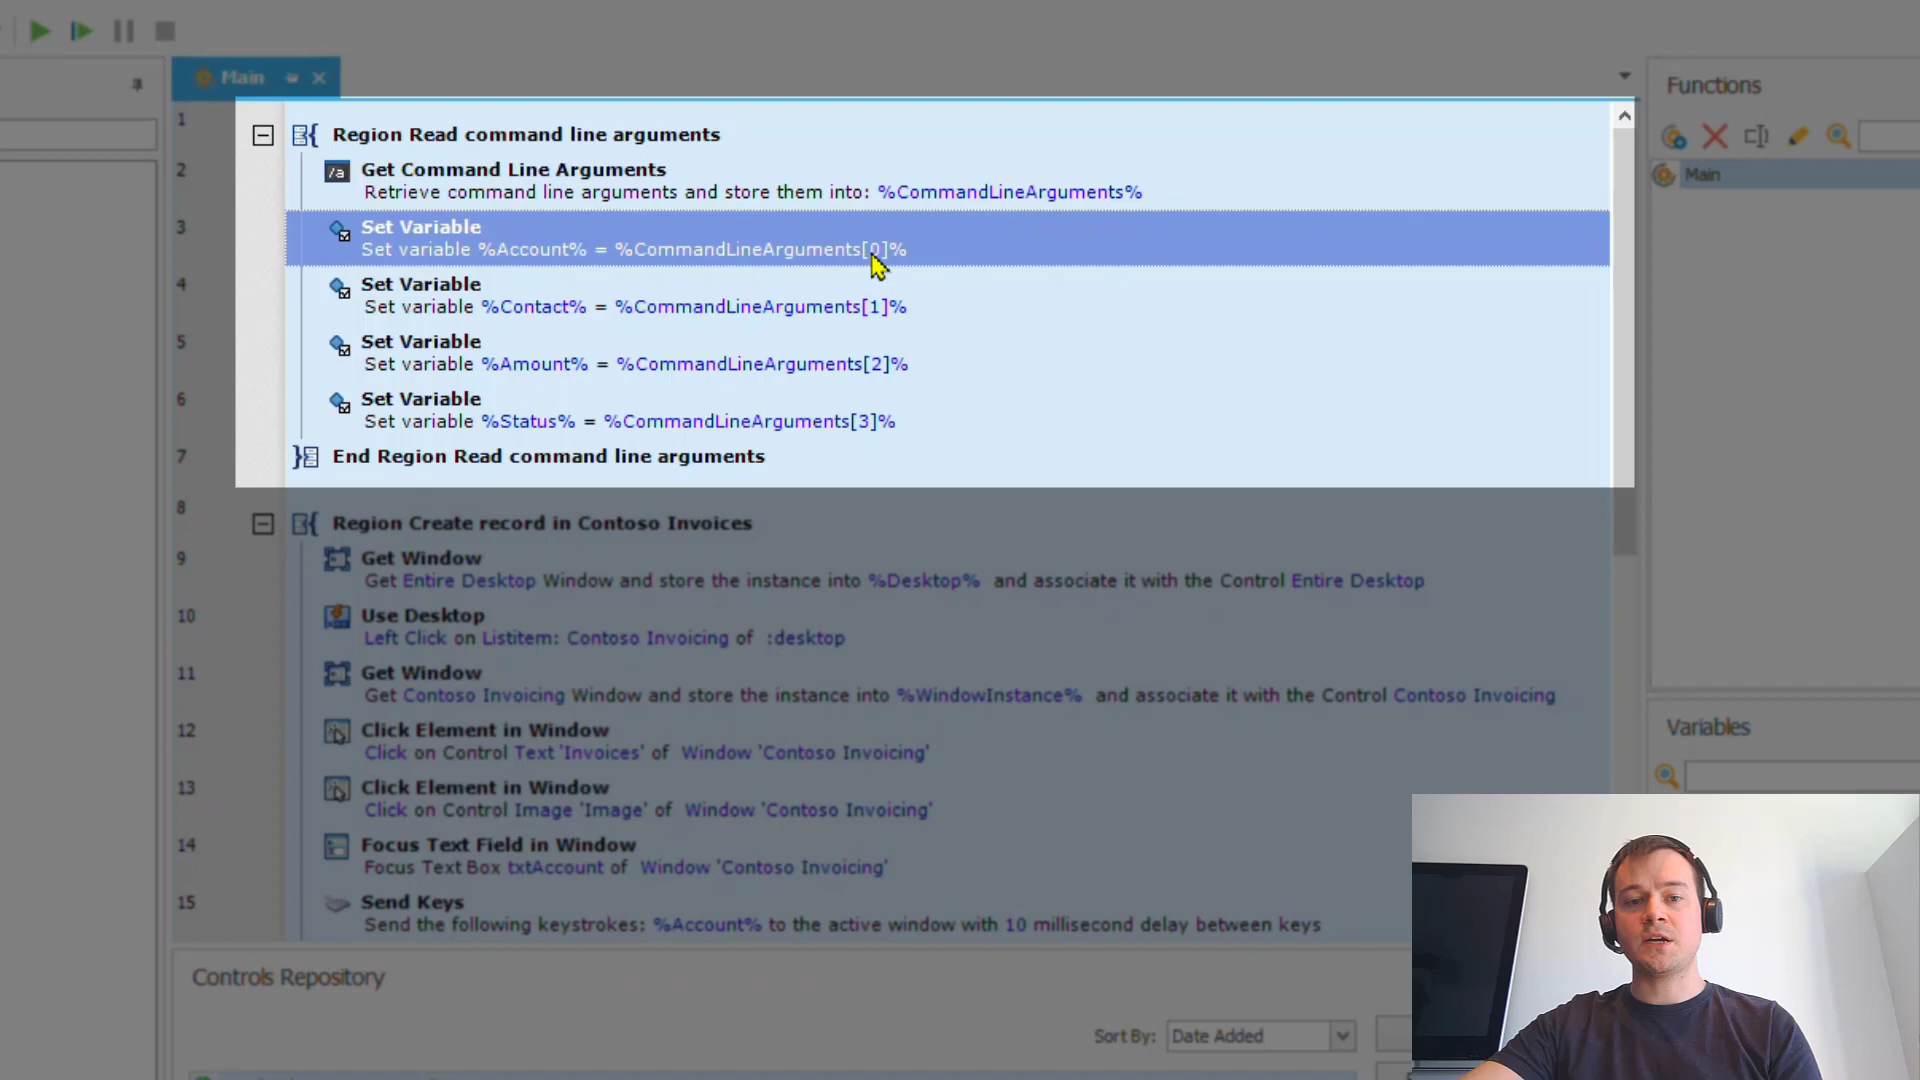 Main
Functions
1
Region Read command line arguments
2
Get Command Line Arguments
Retrieve command line arguments and store them into: %CommandLineArguments%
3
Set Variable
Set variable %Account% = %CommandLineArguments[0]%
4
Set Variable
Set variable %Contact% = %CommandLineArguments[1]%
5
Set Variable
Set variable %Amount% = %CommandLineArguments[2]%
6
Set Variable
Set variable %Status% = %CommandLineArguments[3]%
7
End Region Read command line arguments
8
Region Create record in Contoso Invoices
9
Get Window
Get Entire Desktop Window and store the instance into %Desktop% and associate it with the Control Entire Desktop
10
Use Desktop
Left Click on Listitem: Contoso Invoicing of :desktop
11
Get Window
Get Contoso Invoicing Window and store the instance into %WindowInstance% and associate it with the Control Contoso Invoicing
12
Click Element in Window
Click on Control Text 'Invoices' of Window 'Contoso Invoicing'
13
Click Element in Window
Click on Control Image 'Image' of Window 'Contoso Invoicing'
14
Focus Text Field in Window
Focus Text Box txtAccount of Window 'Contoso Invoicing'
15
Send Keys
Send the following keystrokes: %Account% to the active window with 10 millisecond delay between keys
Main
Variables
Controls Repository
Sort By: Date Added